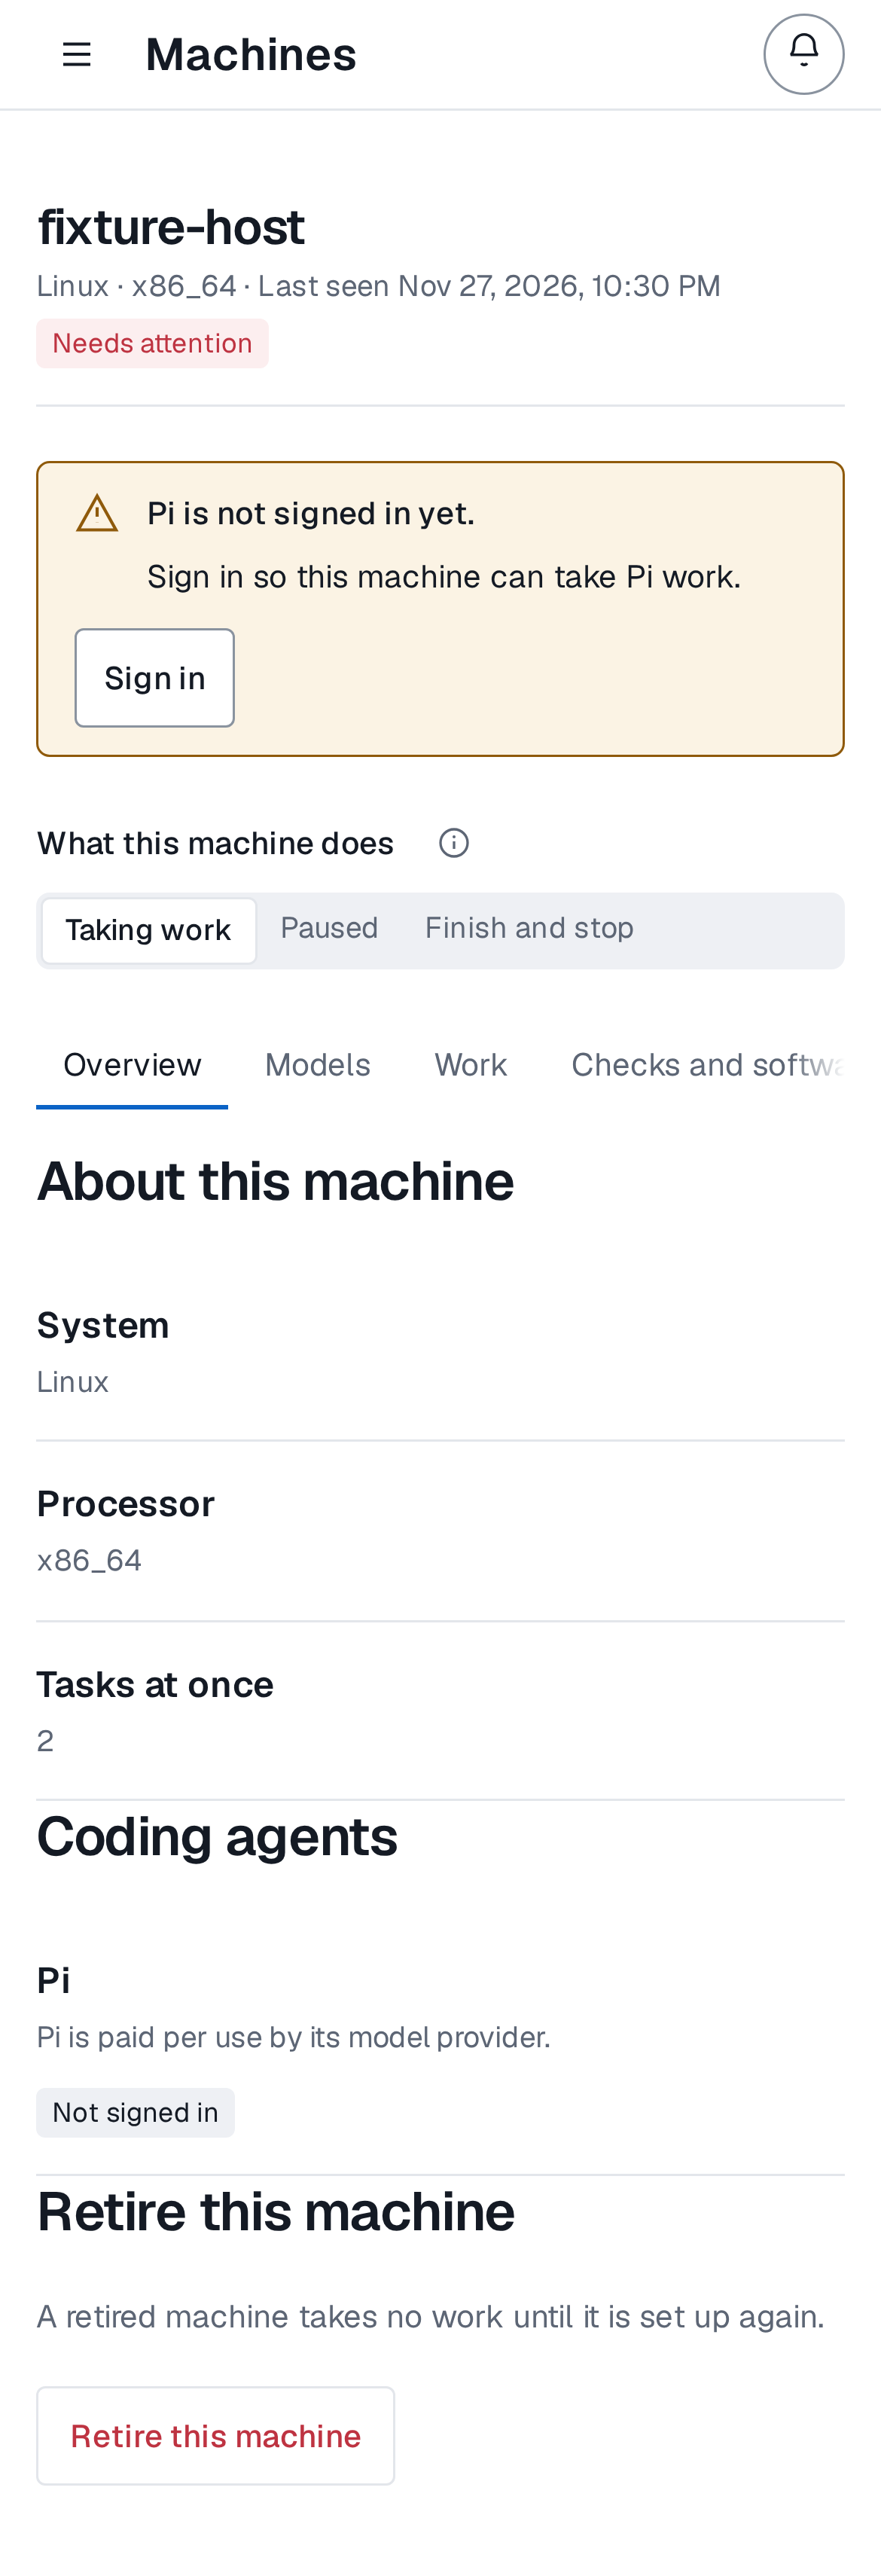 Machines
fixture-host
Linux · x86_64 · Last seen Nov 27, 2026, 10:30 PM
Needs attention
Pi is not signed in yet.
Sign in so this machine can take Pi work.
Sign in
What this machine does
Taking work Paused Finish and stop
Overview Models Work Checks and softwa
About this machine
System
Linux
Processor
x86_64
Tasks at once
2
Coding agents
Pi
Pi is paid per use by its model provider.
Not signed in
Retire this machine
A retired machine takes no work until it is set up again.
Retire this machine